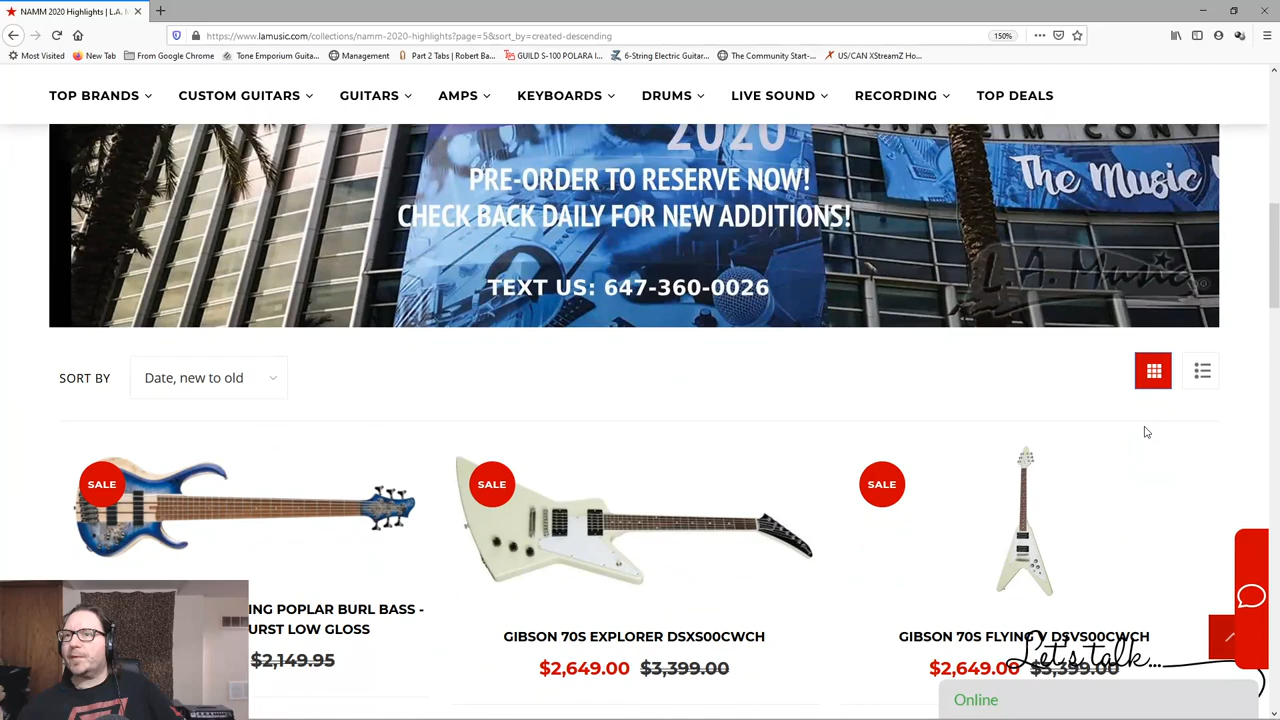 NAMM 2020 Highlights | L.A. M
https://www.lamusic.com/collections/namm-2020-highlights?page=5&sort_by=created-descending
150%
Most Visited
New Tab
From Google Chrome
Tone Emporium Guita...
Management
Part 2 Tabs | Robert Ba...
GUILD S-100 POLARA I...
6-String Electric Guitar...
The Community Start-...
US/CAN XStreamZ Ho...
TOP BRANDS
CUSTOM GUITARS
GUITARS
AMPS
KEYBOARDS
DRUMS
LIVE SOUND
RECORDING
TOP DEALS
2020
ANAHEIM CONV
The Music
PRE-ORDER TO RESERVE NOW!
CHECK BACK DAILY FOR NEW ADDITIONS!
L.A. Music
TEXT US: 647-360-0026
SORT BY
Date, new to old
SALE
SALE
SALE
ING POPLAR BURL BASS -
URST LOW GLOSS
$2,149.95
GIBSON 70S EXPLORER DSXS00CWCH
$2,649.00 $3,399.00
GIBSON 70S FLYING V DSVS00CWCH
$2,649.00 $3,399.00
Let's talk...
Online